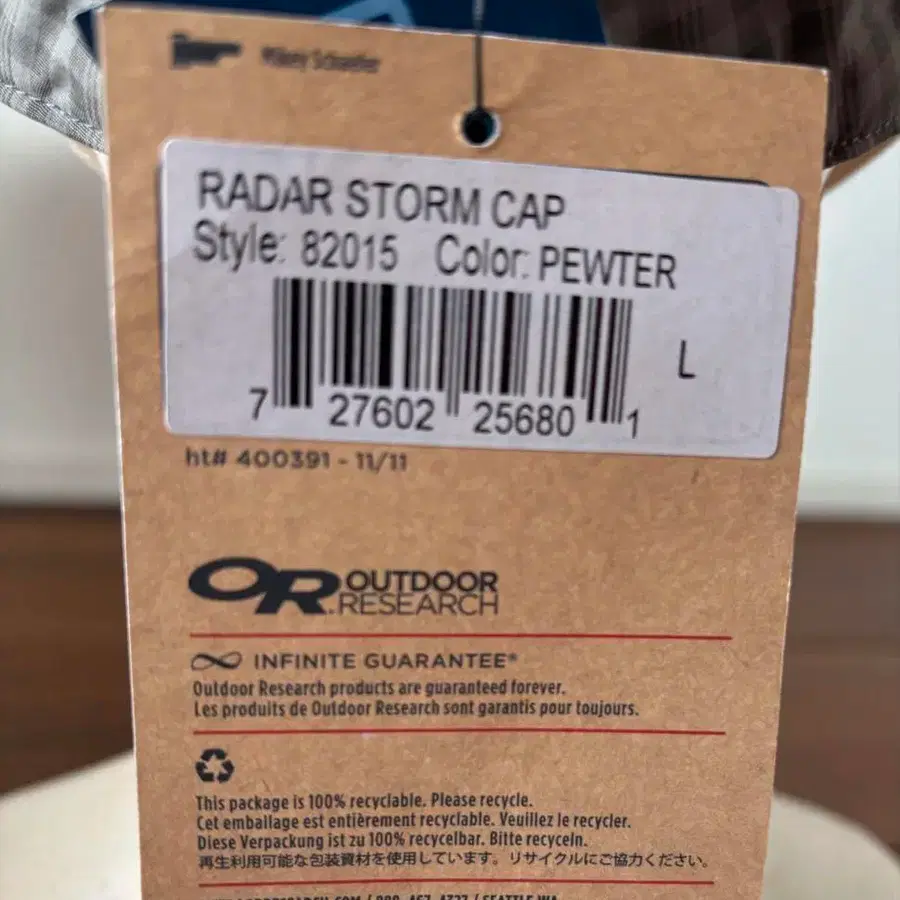 RADAR STORM CAP
Style: 82015 Color: PEWTER
L
7 27602 25680 1
ht# 400391 - 11/11
OR OUTDOOR RESEARCH
INFINITE GUARANTEE®
Outdoor Research products are guaranteed forever.
Les produits de Outdoor Research sont garantis pour toujours.
This package is 100% recyclable. Please recycle.
Cet emballage est entièrement recyclable. Veuillez le recycler.
Diese Verpackung ist zu 100% recycelbar. Bitte recyceln.
再生利用可能な包装資材を使用しています。リサイクルにご協力ください。